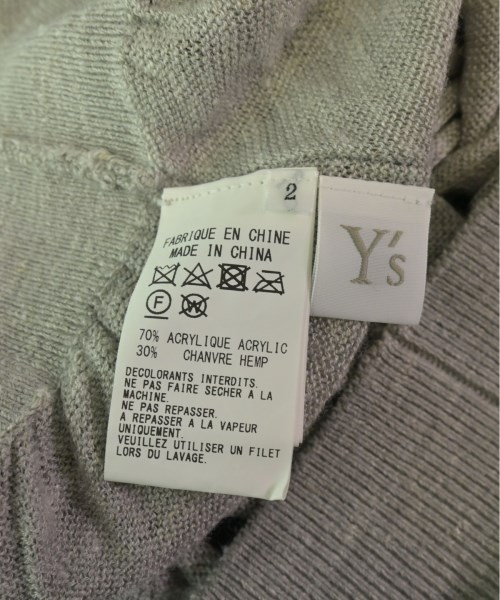 2
FABRIQUE EN CHINE
MADE IN CHINA
F
W
70% ACRYLIQUE ACRYLIC
30% CHANVRE HEMP
DECOLORANTS INTERDITS.
NE PAS FAIRE SECHER A LA
MACHINE.
NE PAS REPASSER.
A REPASSER A LA VAPEUR
UNIQUEMENT.
VEUILLEZ UTILISER UN FILET
LORS DU LAVAGE.
Y's